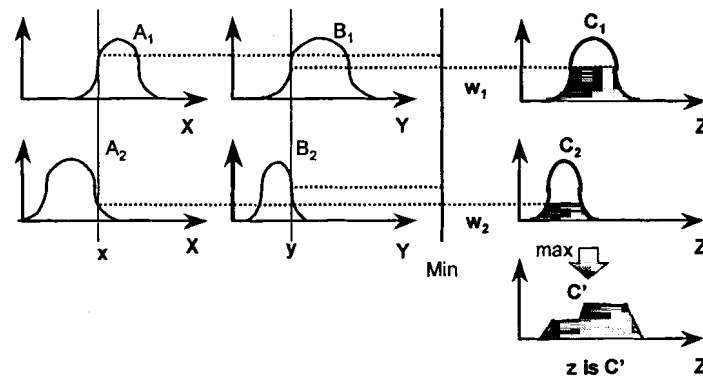 A₁
B₁
C₁
w₁
X
Y
Z
A₂
B₂
C₂
w₂
X
Y
Z
x
y
Min
max
C'
z is C'
Z